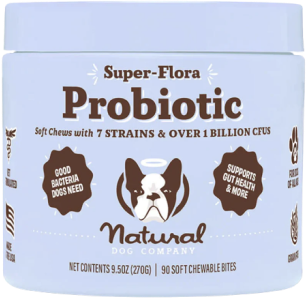 Super-Flora
Probiotic
Soft Chews with 7 STRAINS & OVER 1 BILLION CFUS
GOOD
BACTERIA
DOGS NEED
SUPPORTS
GUT HEALTH
& MORE
Natural
DOG COMPANY
NET CONTENTS 9.5OZ (270G) | 90 SOFT CHEWABLE BITES